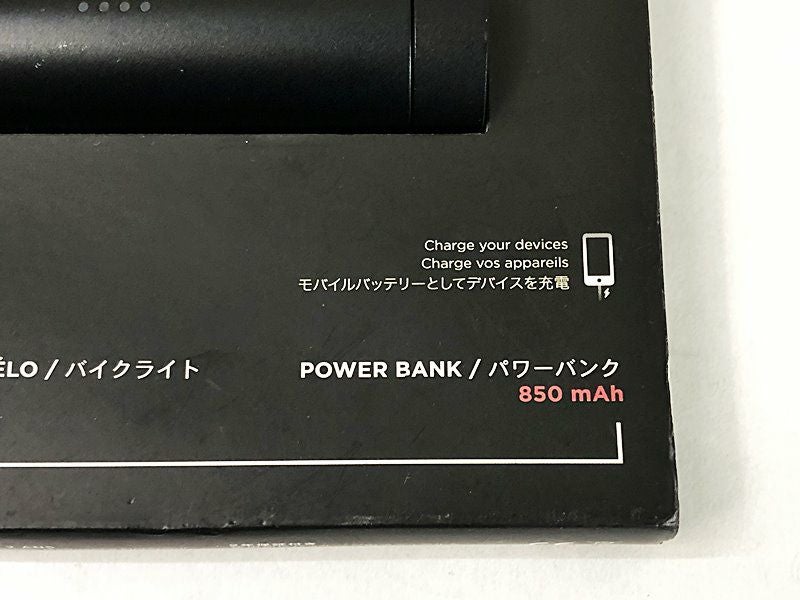 Charge your devices
Charge vos appareils
モバイルバッテリーとしてデバイスを充電
ÉLO / バイクライト
POWER BANK / パワーバンク
850 mAh